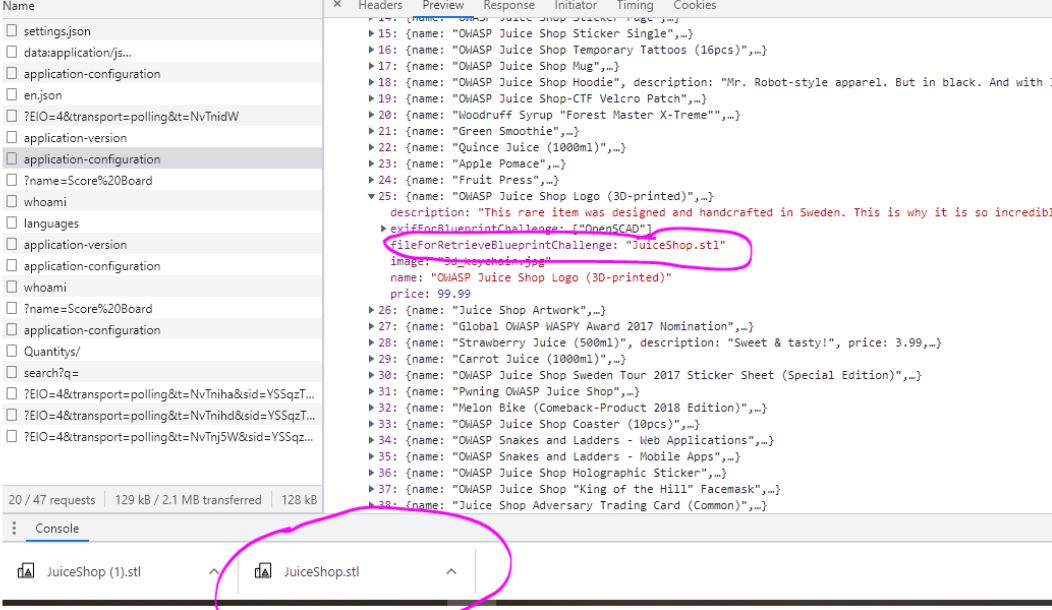 Name
settings.json
data:application/js...
application-configuration
en.json
?EIO=4&transport=polling&t=NvTnidW
application-version
application-configuration
?name=Score%20Board
whoami
languages
application-version
application-configuration
whoami
?name=Score%20Board
application-configuration
Quantitys/
search?q=
?EIO=4&transport=polling&t=NvTniha&sid=YSSqzT...
?EIO=4&transport=polling&t=NvTnihd&sid=YSSqzT...
?EIO=4&transport=polling&t=NvTnj5W&sid=YSSqz...
20 / 47 requests
129 kB / 2.1 MB transferred
128 kB
× Headers Preview Response Initiator Timing Cookies
14: {name: "OWASP Juice Shop Sticker Page",…}
15: {name: "OWASP Juice Shop Sticker Single",…}
16: {name: "OWASP Juice Shop Temporary Tattoos (16pcs)",…}
17: {name: "OWASP Juice Shop Mug",…}
18: {name: "OWASP Juice Shop Hoodie", description: "Mr. Robot-style apparel. But in black. And with
19: {name: "OWASP Juice Shop-CTF Velcro Patch",…}
20: {name: "Woodruff Syrup "Forest Master X-Treme"",…}
21: {name: "Green Smoothie",…}
22: {name: "Quince Juice (1000ml)",…}
23: {name: "Apple Pomace",…}
24: {name: "Fruit Press",…}
25: {name: "OWASP Juice Shop Logo (3D-printed)",…}
description: "This rare item was designed and handcrafted in Sweden. This is why it is so incredibl
exifForBlueprintChallenge: ["OpenSCAD"]
fileForRetrieveBlueprintChallenge: "JuiceShop.stl"
image: "3d_keychain.jpg"
name: "OWASP Juice Shop Logo (3D-printed)"
price: 99.99
26: {name: "Juice Shop Artwork",…}
27: {name: "Global OWASP WASPY Award 2017 Nomination",…}
28: {name: "Strawberry Juice (500ml)", description: "Sweet & tasty!", price: 3.99,…}
29: {name: "Carrot Juice (1000ml)",…}
30: {name: "OWASP Juice Shop Sweden Tour 2017 Sticker Sheet (Special Edition)",…}
31: {name: "Pwning OWASP Juice Shop",…}
32: {name: "Melon Bike (Comeback-Product 2018 Edition)",…}
33: {name: "OWASP Juice Shop Coaster (10pcs)",…}
34: {name: "OWASP Snakes and Ladders - Web Applications",…}
35: {name: "OWASP Snakes and Ladders - Mobile Apps",…}
36: {name: "OWASP Juice Shop Holographic Sticker",…}
37: {name: "OWASP Juice Shop "King of the Hill" Facemask",…}
38: {name: "Juice Shop Adversary Trading Card (Common)",…}
Console
JuiceShop (1).stl
JuiceShop.stl